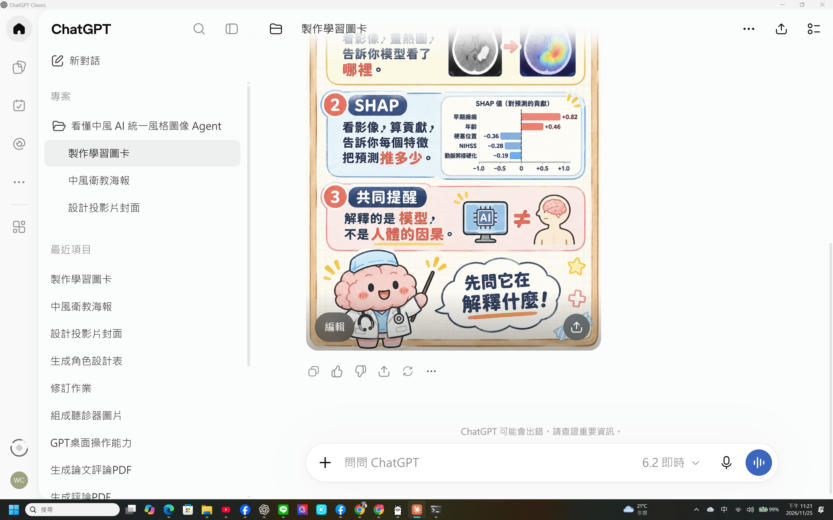 ChatGPT Classic
ChatGPT
新對話
專案
看懂中風 AI 統一風格圖像 Agent
製作學習圖卡
中風衛教海報
設計投影片封面
最近項目
製作學習圖卡
中風衛教海報
設計投影片封面
生成角色設計表
修訂作業
組成聽診器圖片
GPT桌面操作能力
生成論文評論PDF
生成評論PDF
WC
製作學習圖卡
看影像，畫熱圖，
告訴你模型看了
哪裡。
2 SHAP
看影像，算貢獻，
告訴你每個特徵
把預測推多少。
SHAP 值（對預測的貢獻）
早期病灶 +0.82
年齡 +0.46
梗塞位置 -0.36
NIHSS -0.28
-0.19
-1.0 -0.5 0 +0.5 +1.0
3 共同提醒
解釋的是 模型，
不是 人體的因果。
AI
≠
先問它在
解釋什麼！
編輯
ChatGPT 可能會出錯。請查證重要資訊。
問問 ChatGPT
6.2 即時
搜尋
21°C
多雲
中
99%
下午 11:21
2026/11/25